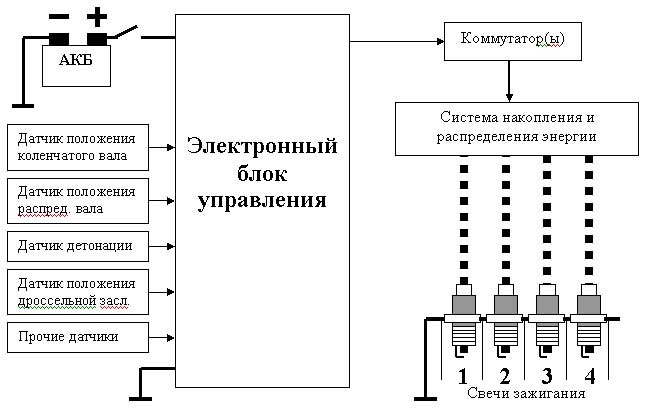 − +
АКБ
Датчик положения
коленчатого вала
Датчик положения
распред. вала
Датчик детонации
Датчик положения
дроссельной засл.
Прочие датчики
Электронный
блок
управления
Коммутатор(ы)
Система накопления и
распределения энергии
1 2 3 4
Свечи зажигания